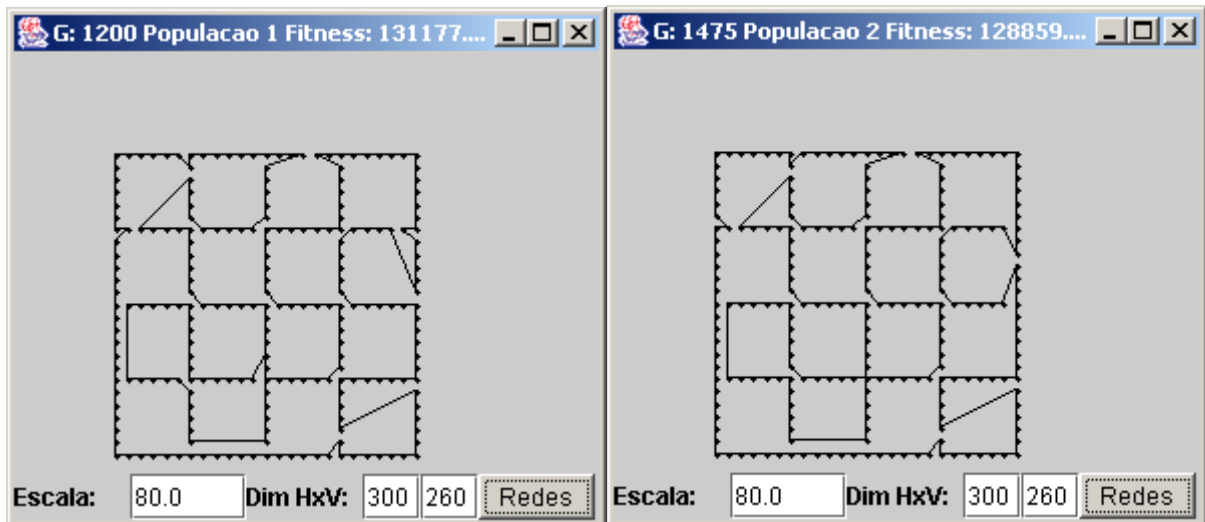 G: 1200 Populacao 1 Fitness: 131177....
Escala: 80.0 Dim HxV: 300 260 Redes
G: 1475 Populacao 2 Fitness: 128859....
Escala: 80.0 Dim HxV: 300 260 Redes